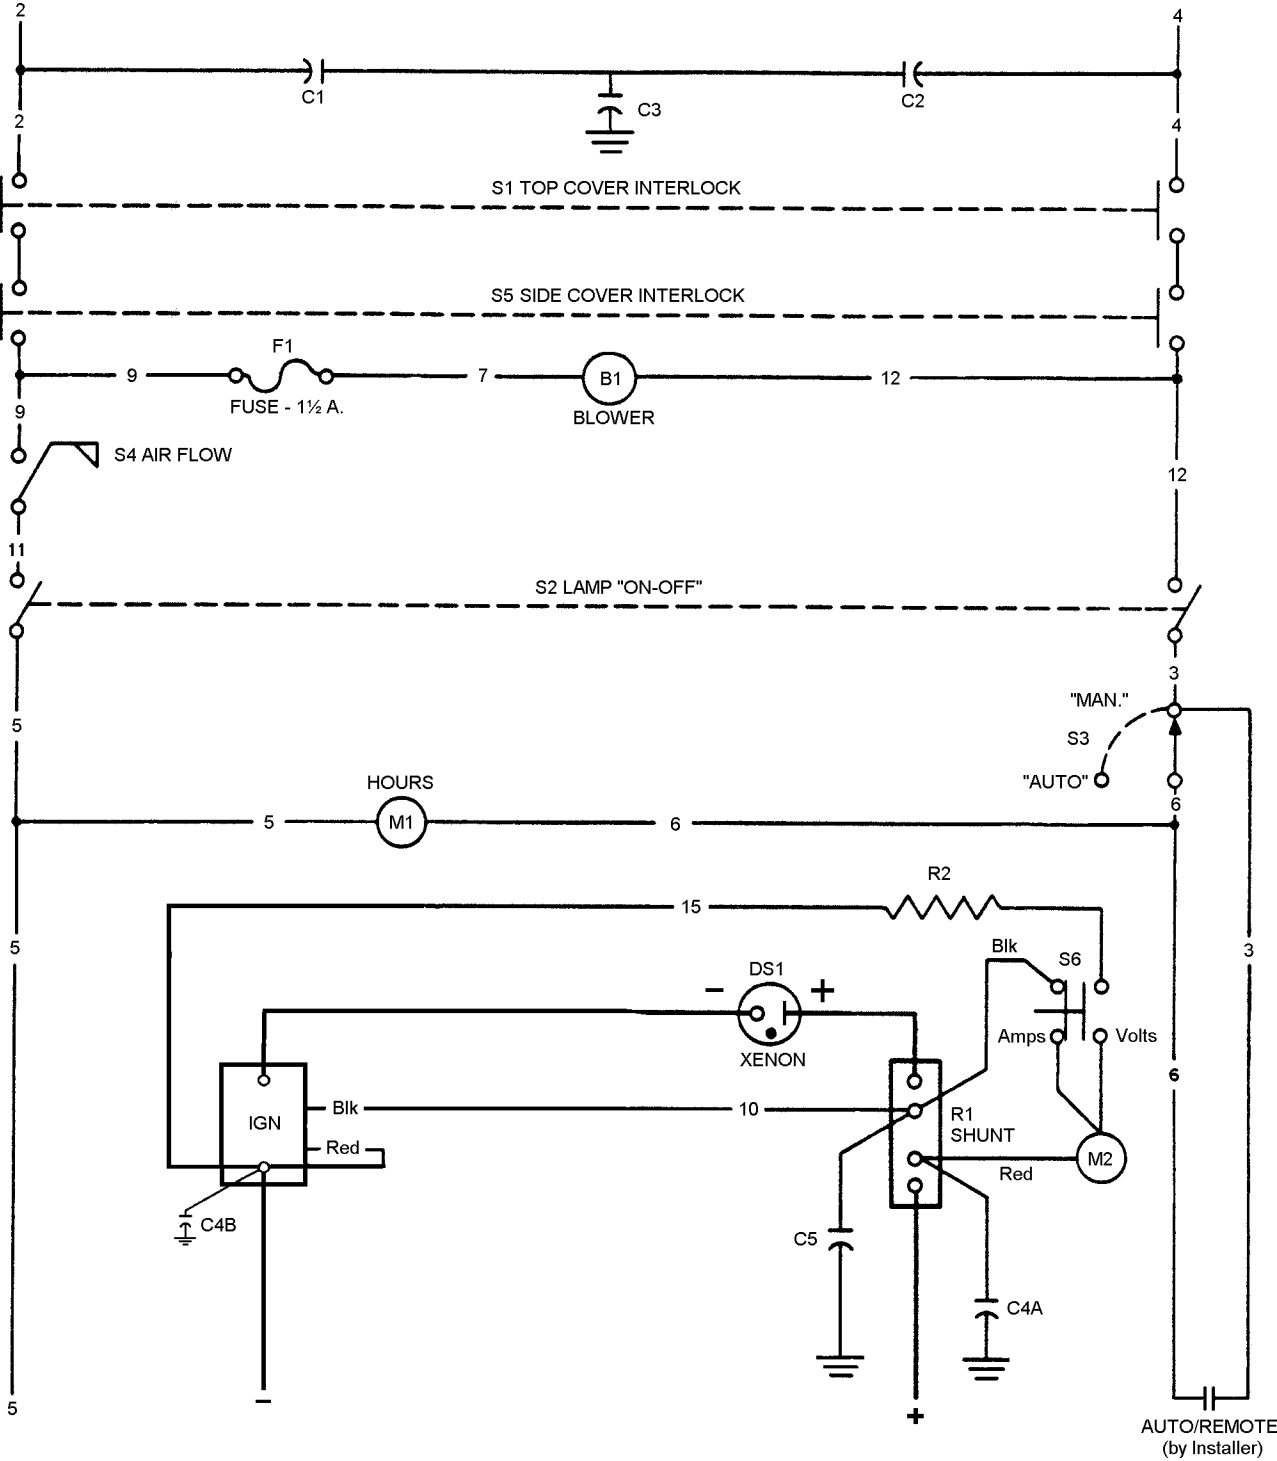 2
4
C1
C3
C2
2
4
S1 TOP COVER INTERLOCK
S5 SIDE COVER INTERLOCK
F1
9
7
B1
12
FUSE - 1½ A.
BLOWER
9
S4 AIR FLOW
12
11
S2 LAMP "ON-OFF"
3
"MAN."
5
S3
"AUTO"
HOURS
6
5
M1
6
R2
15
5
Blk
S6
3
DS1
−
+
Amps
Volts
XENON
6
Blk
10
IGN
R1
SHUNT
Red
M2
Red
C4B
C5
C4A
−
5
+
AUTO/REMOTE
(by Installer)